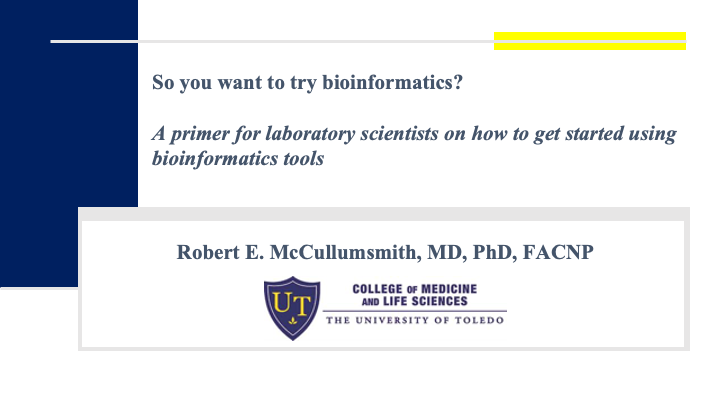 So you want to try bioinformatics?
A primer for laboratory scientists on how to get started using
bioinformatics tools
Robert E. McCullumsmith, MD, PhD, FACNP
UT
COLLEGE OF MEDICINE
AND LIFE SCIENCES
THE UNIVERSITY OF TOLEDO